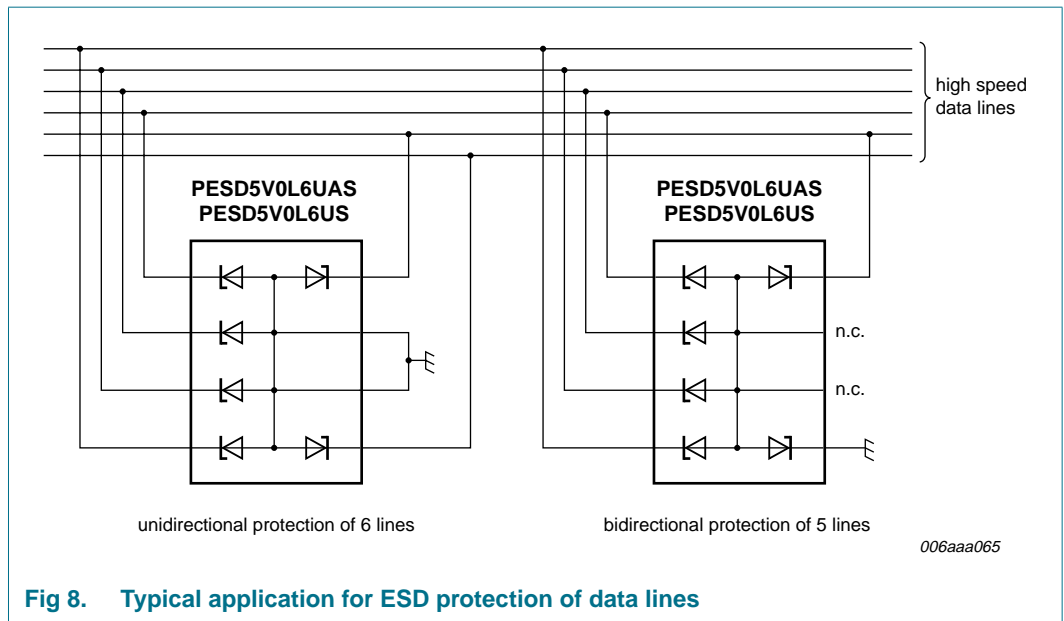 high speed
data lines
PESD5V0L6UAS
PESD5V0L6US
PESD5V0L6UAS
PESD5V0L6US
n.c.
n.c.
unidirectional protection of 6 lines
bidirectional protection of 5 lines
006aaa065
Fig 8. Typical application for ESD protection of data lines